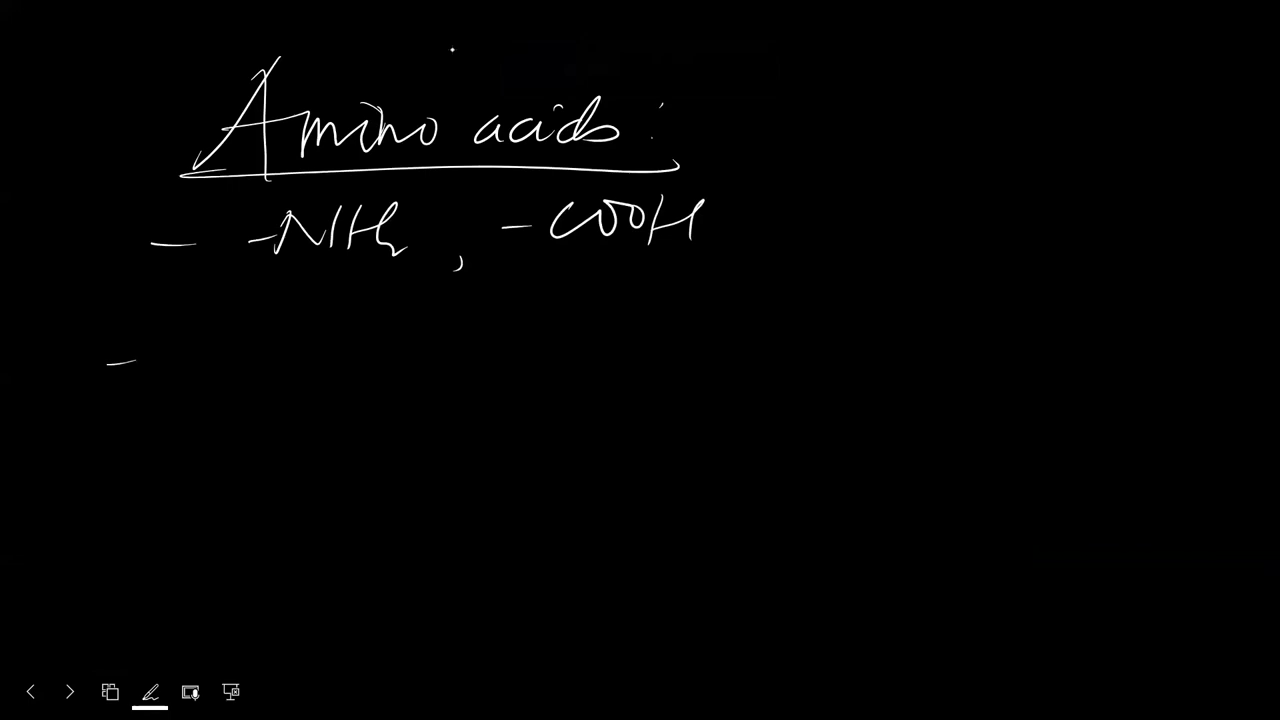 Amino acids :
- -NH2 , -COOH
-